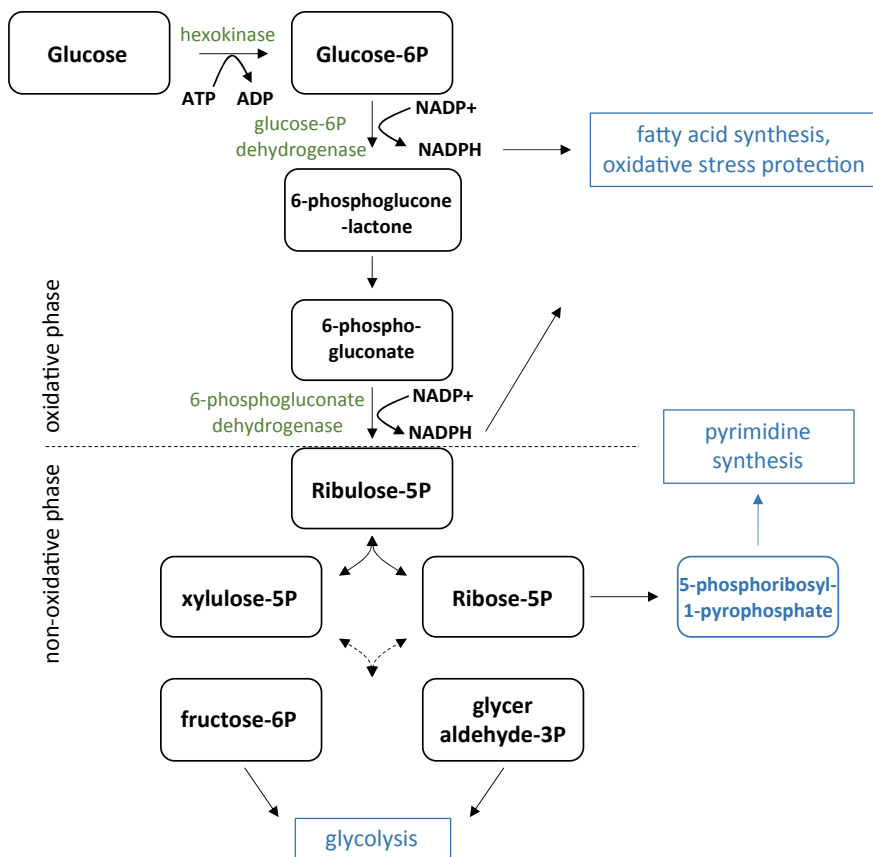 hexokinase
Glucose
Glucose-6P
ATP
ADP
NADP+
glucose-6P
dehydrogenase
NADPH
fatty acid synthesis,
oxidative stress protection
6-phosphoglucone
-lactone
oxidative phase
6-phospho-
gluconate
6-phosphogluconate
dehydrogenase
NADP+
NADPH
pyrimidine
synthesis
non-oxidative phase
Ribulose-5P
xylulose-5P
Ribose-5P
5-phosphoribosyl-
1-pyrophosphate
fructose-6P
glycer
aldehyde-3P
glycolysis